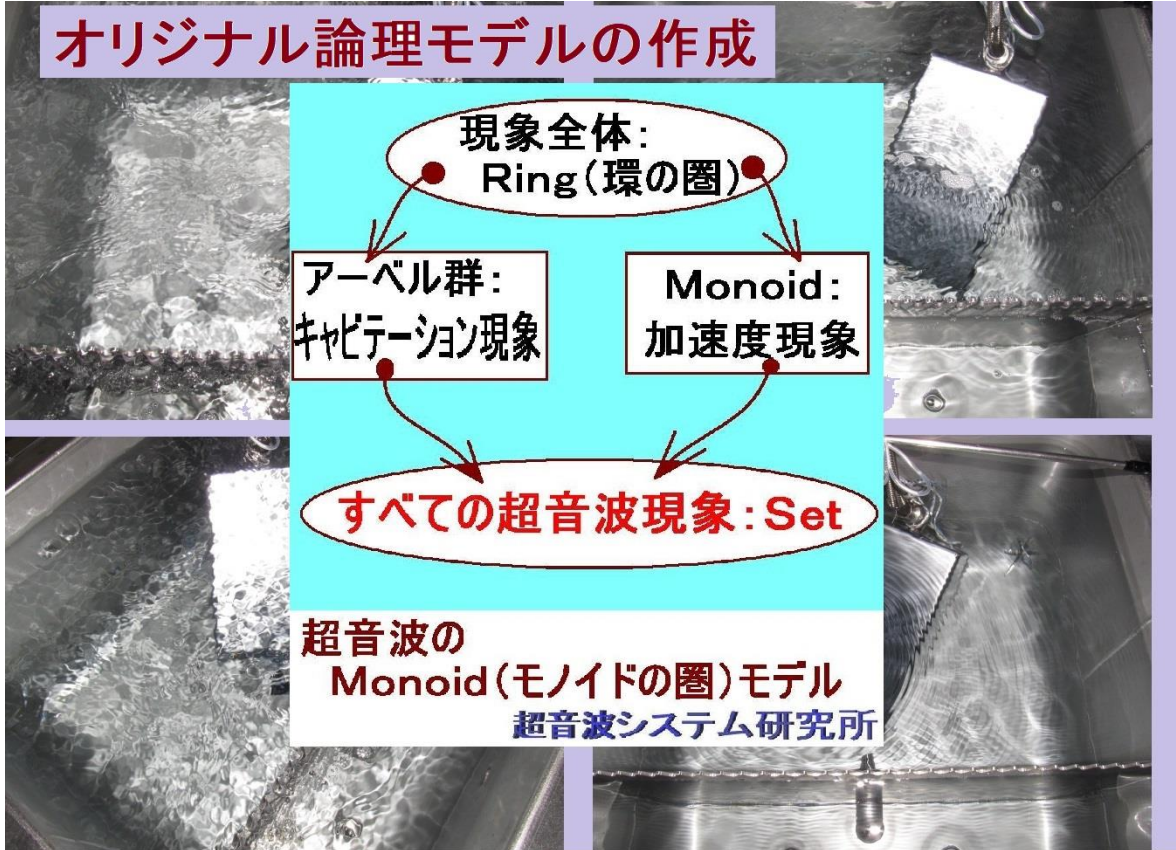 オリジナル論理モデルの作成
現象全体:
Ring(環の圏)
アーベル群:
キャビテーション現象
Monoid:
加速度現象
すべての超音波現象:Set
超音波の
Monoid(モノイドの圏)モデル
超音波システム研究所